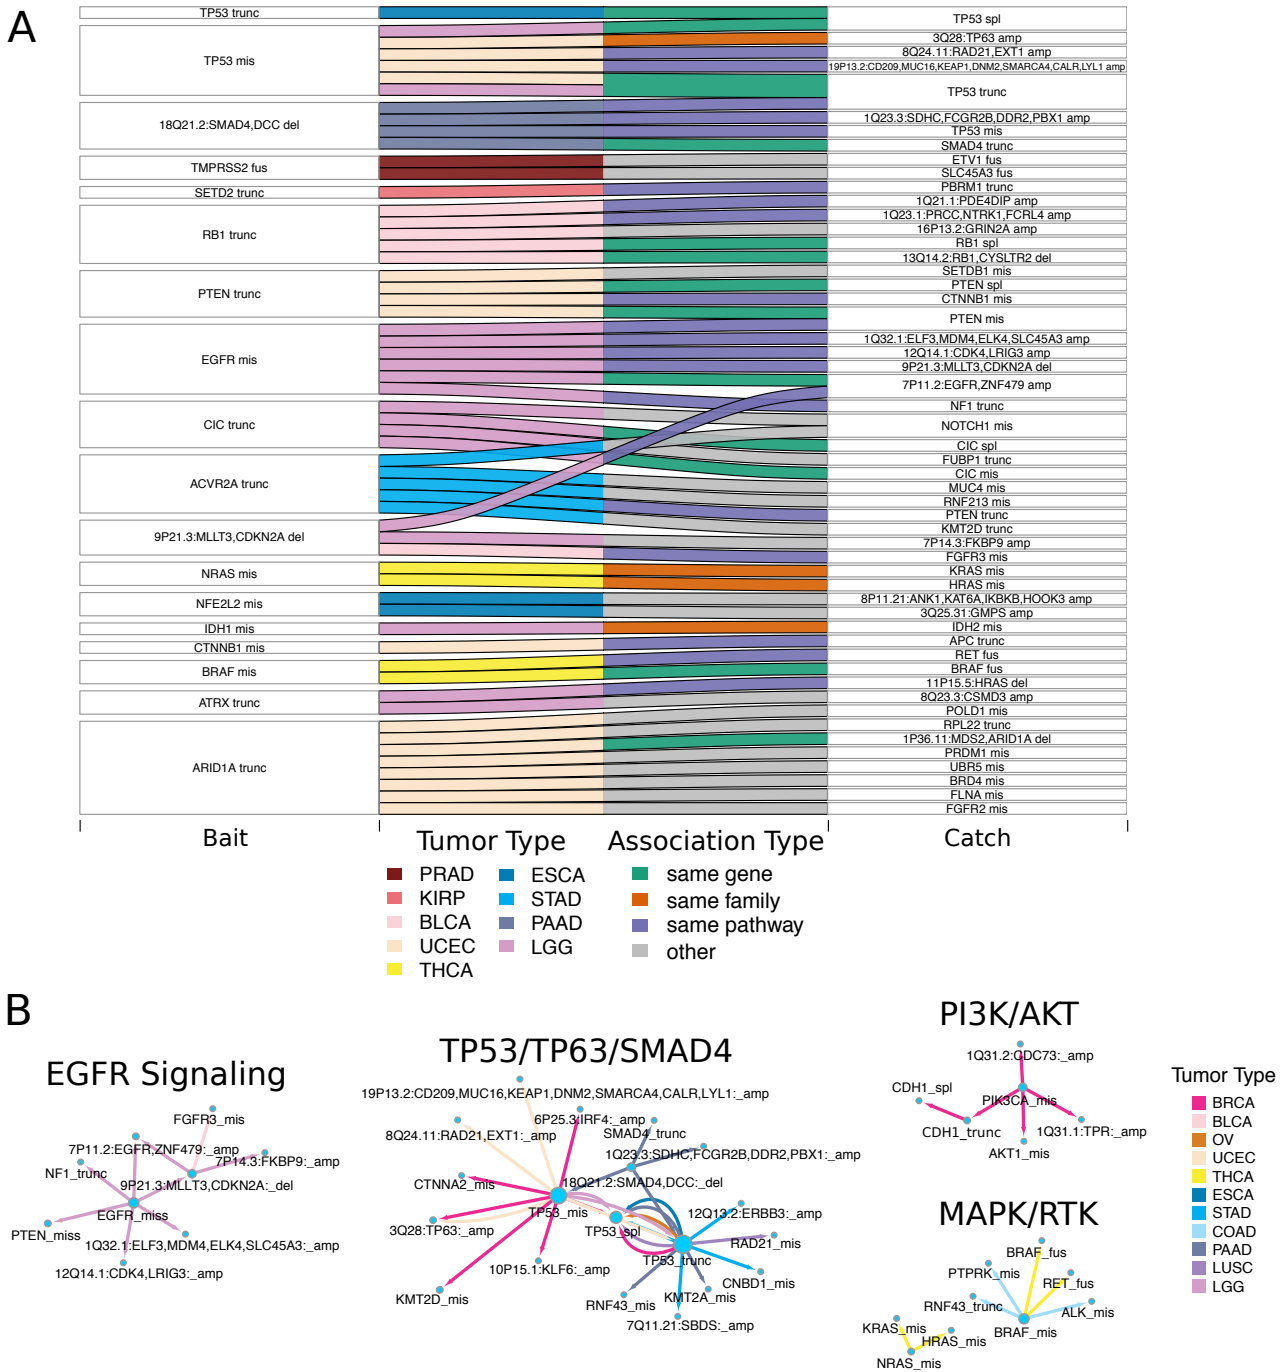 A
TP53 trunc
TP53 mis
18Q21.2:SMAD4,DCC del
TMPRSS2 fus
SETD2 trunc
RB1 trunc
PTEN trunc
EGFR mis
CIC trunc
ACVR2A trunc
9P21.3:MLLT3,CDKN2A del
NRAS mis
NFE2L2 mis
IDH1 mis
CTNNB1 mis
BRAF mis
ATRX trunc
ARID1A trunc
TP53 spl
3Q28:TP63 amp
8Q24.11:RAD21,EXT1 amp
19P13.2:CD209,MUC16,KEAP1,DNM2,SMARCA4,CALR,LYL1 amp
TP53 trunc
1Q23.3:SDHC,FCGR2B,DDR2,PBX1 amp
TP53 mis
SMAD4 trunc
ETV1 fus
SLC45A3 fus
PBRM1 trunc
1Q21.1:PDE4DIP amp
1Q23.1:PRCC,NTRK1,FCRL4 amp
16P13.2:GRIN2A amp
RB1 spl
13Q14.2:RB1,CYSLTR2 del
SETDB1 mis
PTEN spl
CTNNB1 mis
PTEN mis
1Q32.1:ELF3,MDM4,ELK4,SLC45A3 amp
12Q14.1:CDK4,LRIG3 amp
9P21.3:MLLT3,CDKN2A del
7P11.2:EGFR,ZNF479 amp
NF1 trunc
NOTCH1 mis
CIC spl
FUBP1 trunc
CIC mis
MUC4 mis
RNF213 mis
PTEN trunc
KMT2D trunc
7P14.3:FKBP9 amp
FGFR3 mis
KRAS mis
HRAS mis
8P11.21:ANK1,KAT6A,IKBKB,HOOK3 amp
3Q25.31:GMPS amp
IDH2 mis
APC trunc
RET fus
BRAF fus
11P15.5:HRAS del
8Q23.3:CSMD3 amp
POLD1 mis
RPL22 trunc
1P36.11:MDS2,ARID1A del
PRDM1 mis
UBR5 mis
BRD4 mis
FLNA mis
FGFR2 mis
Bait
Tumor Type
Association Type
Catch
PRAD
KIRP
BLCA
UCEC
THCA
ESCA
STAD
PAAD
LGG
same gene
same family
same pathway
other
B
EGFR Signaling
FGFR3_mis
7P11.2:EGFR,ZNF479:_amp
NF1_trunc
7P14.3:FKBP9:_amp
9P21.3:MLLT3,CDKN2A:_del
EGFR_miss
PTEN_miss
1Q32.1:ELF3,MDM4,ELK4,SLC45A3:_amp
12Q14.1:CDK4,LRIG3:_amp
TP53/TP63/SMAD4
19P13.2:CD209,MUC16,KEAP1,DNM2,SMARCA4,CALR,LYL1:_amp
6P25.3:IRF4:_amp
8Q24.11:RAD21,EXT1:_amp
SMAD4_trunc
1Q23.3:SDHC,FCGR2B,DDR2,PBX1:_amp
CTNNA2_mis
18Q21.2:SMAD4,DCC:_del
TP53_mis
12Q13.2:ERBB3:_amp
3Q28:TP63:_amp
TP53_spl
RAD21_mis
TP53_trunc
10P15.1:KLF6:_amp
CNBD1_mis
KMT2D_mis
RNF43_mis
KMT2A_mis
7Q11.21:SBDS:_amp
PI3K/AKT
1Q31.2:CDC73:_amp
CDH1_spl
PIK3CA_mis
CDH1_trunc
1Q31.1:TPR:_amp
AKT1_mis
MAPK/RTK
BRAF_fus
PTPRK_mis
RET_fus
RNF43_trunc
ALK_mis
KRAS_mis
HRAS_mis
BRAF_mis
NRAS_mis
Tumor Type
BRCA
BLCA
OV
UCEC
THCA
ESCA
STAD
COAD
PAAD
LUSC
LGG